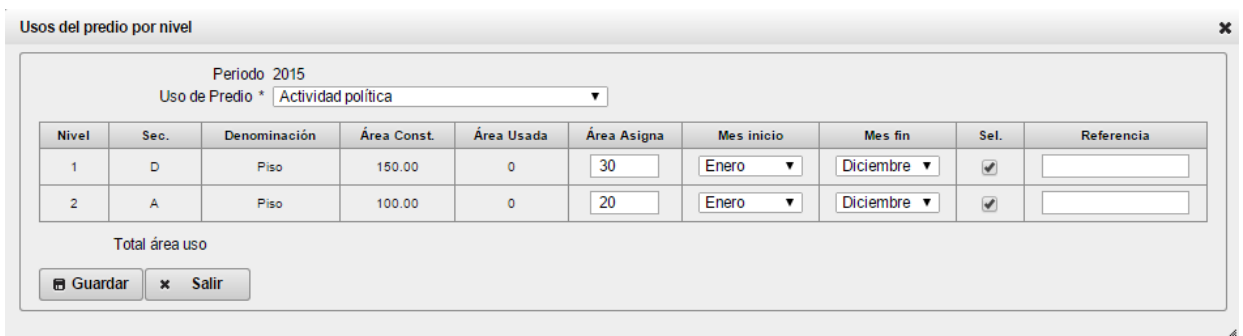 Usos del predio por nivel
Periodo 2015
Uso de Predio * Actividad política
Nivel Sec. Denominación Área Const. Área Usada Área Asigna Mes inicio Mes fin Sel. Referencia
1 D Piso 150.00 0 30 Enero Diciembre
2 A Piso 100.00 0 20 Enero Diciembre
Total área uso
Guardar Salir